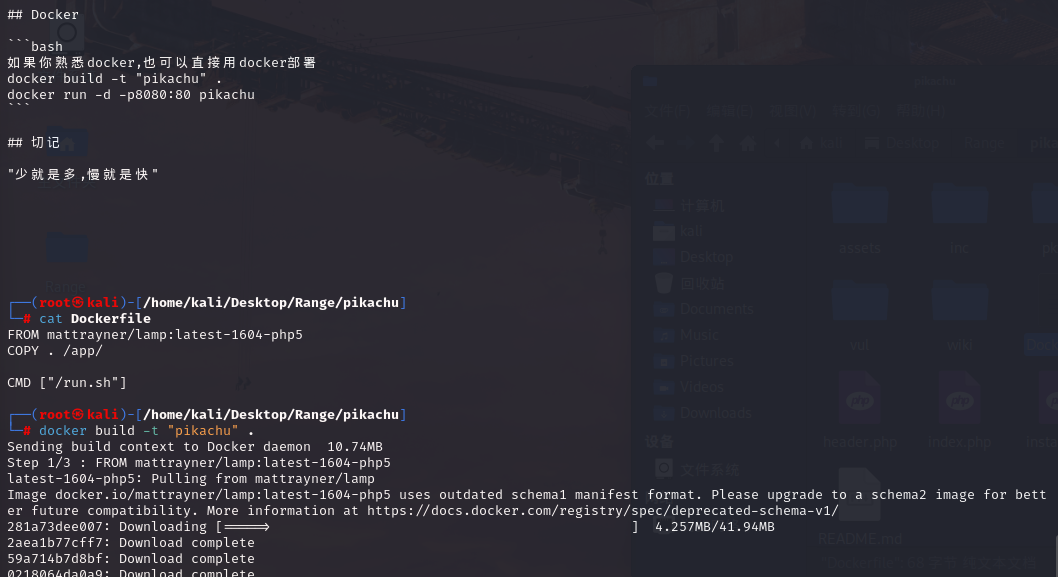 ## Docker
```bash
如果你熟悉docker,也可以直接用docker部署
docker build -t "pikachu" .
docker run -d -p8080:80 pikachu
```
## 切记
"少就是多,慢就是快"
┌──(root㉿kali)-[/home/kali/Desktop/Range/pikachu]
└─# cat Dockerfile
FROM mattrayner/lamp:latest-1604-php5
COPY . /app/
CMD ["/run.sh"]
┌──(root㉿kali)-[/home/kali/Desktop/Range/pikachu]
└─# docker build -t "pikachu" .
Sending build context to Docker daemon  10.74MB
Step 1/3 : FROM mattrayner/lamp:latest-1604-php5
latest-1604-php5: Pulling from mattrayner/lamp
Image docker.io/mattrayner/lamp:latest-1604-php5 uses outdated schema1 manifest format. Please upgrade to a schema2 image for bett
er future compatibility. More information at https://docs.docker.com/registry/spec/deprecated-schema-v1/
281a73dee007: Downloading [=====>                                             ]  4.257MB/41.94MB
2aea1b77cff7: Download complete
59a714b7d8bf: Download complete
0218064da0a9: Download complete
pikachu
文件(F) 编辑(E) 视图(V) 转到(G) 帮助(H)
kali Desktop Range
位置
计算机
kali
Desktop
回收站
Documents
Music
Pictures
Videos
Downloads
设备
文件系统
assets inc
vul wiki
header.php index.php
README.md